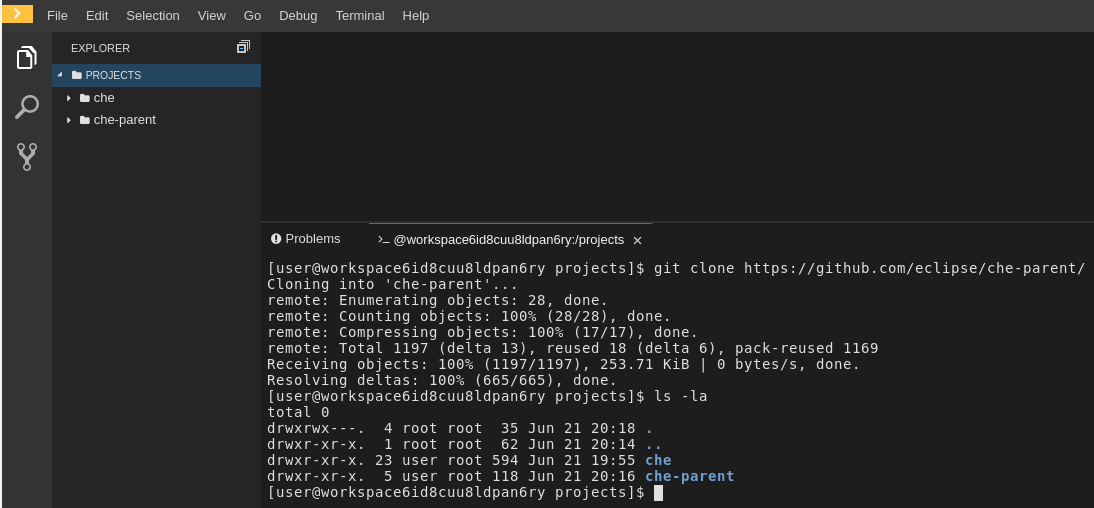 File Edit Selection View Go Debug Terminal Help
EXPLORER
PROJECTS
che
che-parent
Problems
@workspace6id8cuu8ldpan6ry:/projects
[user@workspace6id8cuu8ldpan6ry projects]$ git clone https://github.com/eclipse/che-parent/
Cloning into 'che-parent'...
remote: Enumerating objects: 28, done.
remote: Counting objects: 100% (28/28), done.
remote: Compressing objects: 100% (17/17), done.
remote: Total 1197 (delta 13), reused 18 (delta 6), pack-reused 1169
Receiving objects: 100% (1197/1197), 253.71 KiB | 0 bytes/s, done.
Resolving deltas: 100% (665/665), done.
[user@workspace6id8cuu8ldpan6ry projects]$ ls -la
total 0
drwxrwx---.  4 root root  35 Jun 21 20:18 .
drwxr-xr-x.  1 root root  62 Jun 21 20:14 ..
drwxr-xr-x. 23 user root 594 Jun 21 19:55 che
drwxr-xr-x.  5 user root 118 Jun 21 20:16 che-parent
[user@workspace6id8cuu8ldpan6ry projects]$